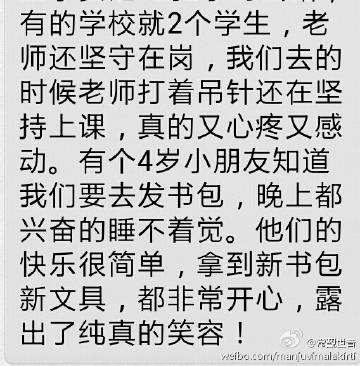 有的学校就2个学生，老
师还坚守在岗，我们去的
时候老师打着吊针还在坚
持上课，真的又心疼又感
动。有个4岁小朋友知道
我们要去发书包，晚上都
兴奋的睡不着觉。他们的
快乐很简单，拿到新书包
新文具，都非常开心，露
出了纯真的笑容！
weibo.com/manjuvfmalakirti